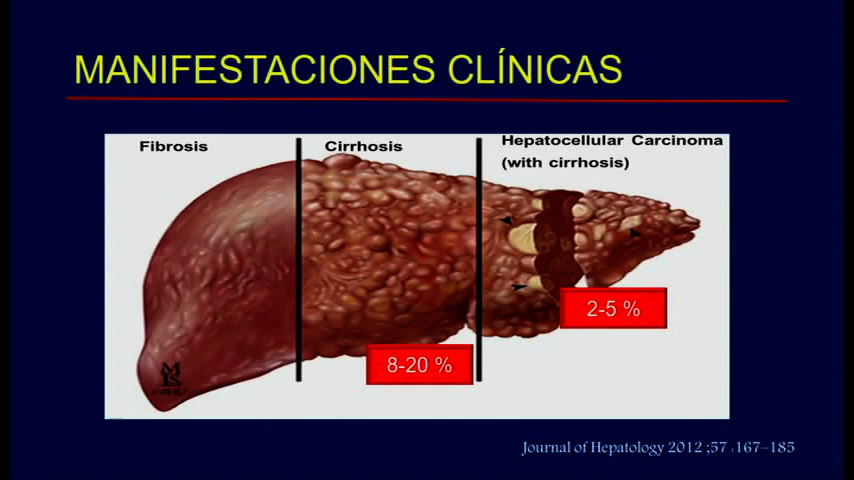 MANIFESTACIONES CLÍNICAS
Fibrosis
Cirrhosis
Hepatocellular Carcinoma
(with cirrhosis)
2-5 %
8-20 %
Journal of Hepatology 2012 ;57 :167–185